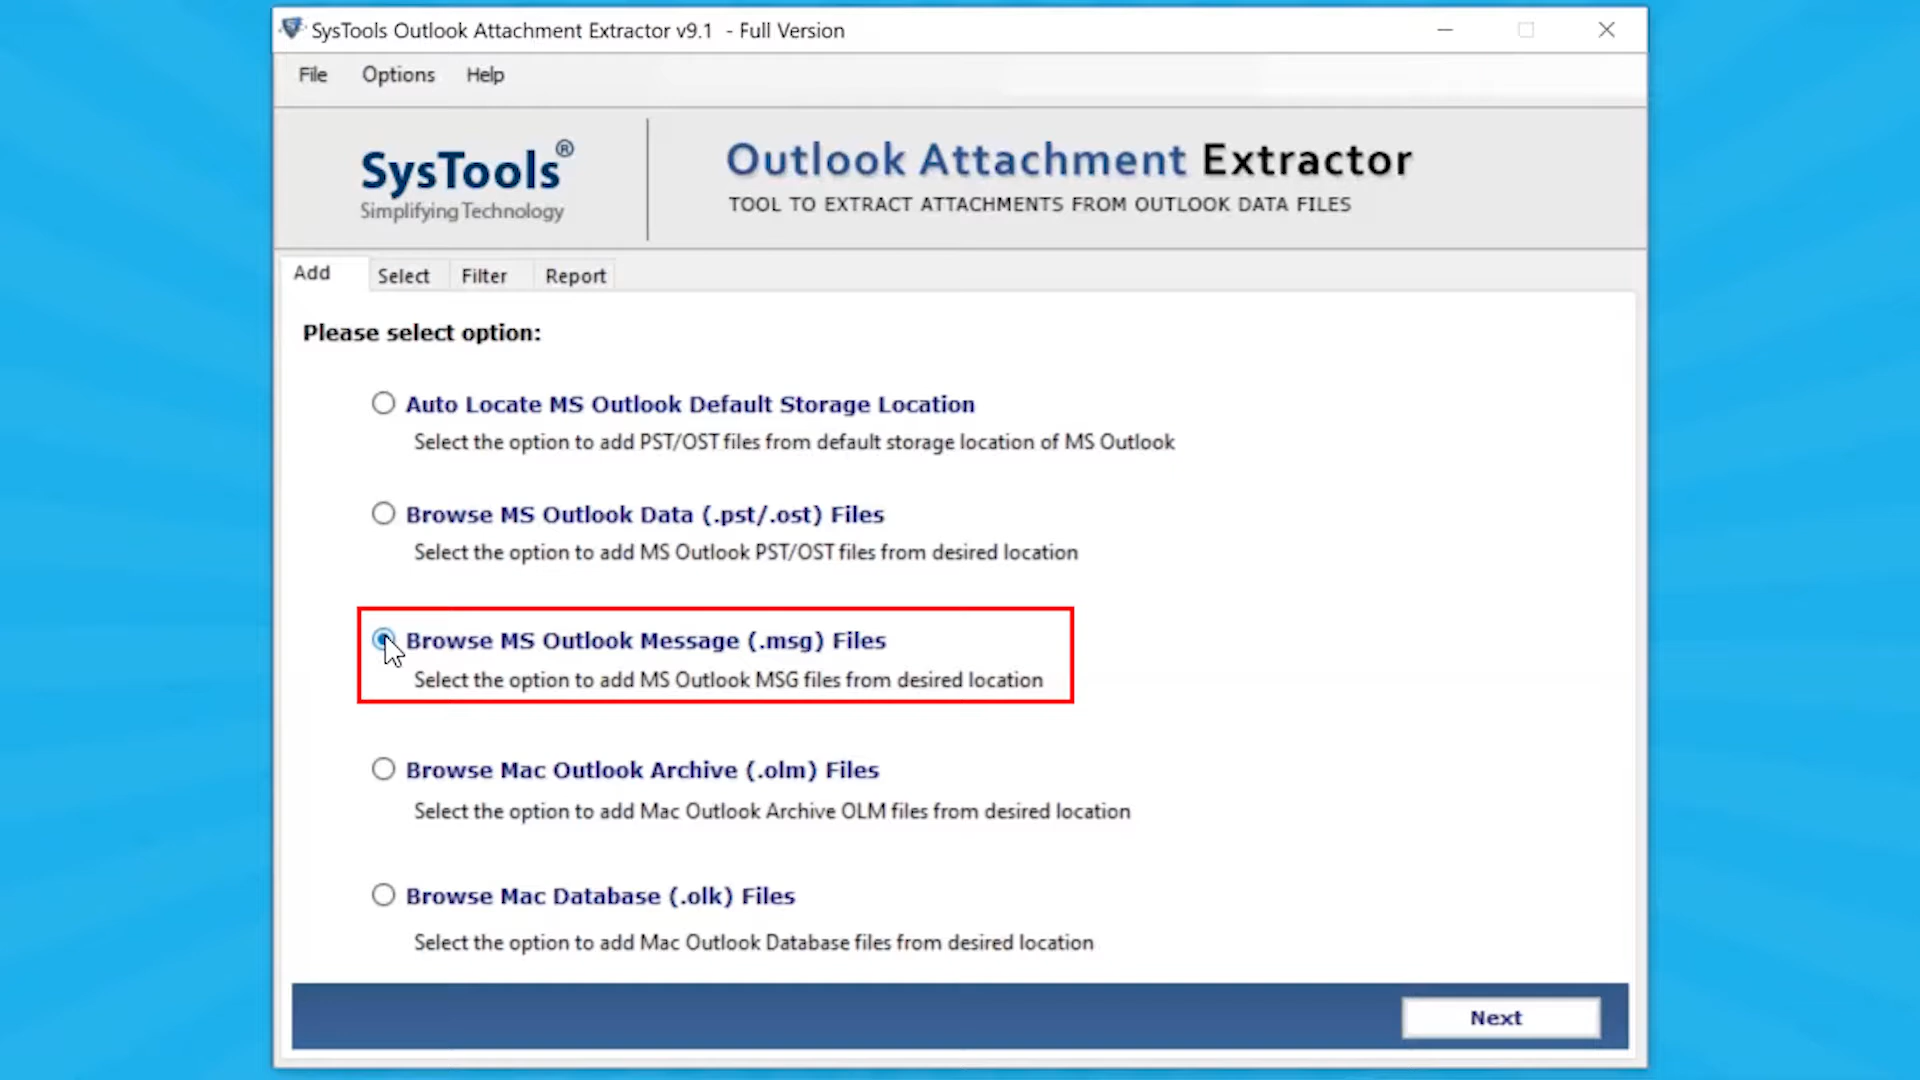 SysTools Outlook Attachment Extractor v9.1 - Full Version
File Options Help
SysTools®
Simplifying Technology
Outlook Attachment Extractor
TOOL TO EXTRACT ATTACHMENTS FROM OUTLOOK DATA FILES
Add Select Filter Report
Please select option:
Auto Locate MS Outlook Default Storage Location
Select the option to add PST/OST files from default storage location of MS Outlook
Browse MS Outlook Data (.pst/.ost) Files
Select the option to add MS Outlook PST/OST files from desired location
Browse MS Outlook Message (.msg) Files
Select the option to add MS Outlook MSG files from desired location
Browse Mac Outlook Archive (.olm) Files
Select the option to add Mac Outlook Archive OLM files from desired location
Browse Mac Database (.olk) Files
Select the option to add Mac Outlook Database files from desired location
Next